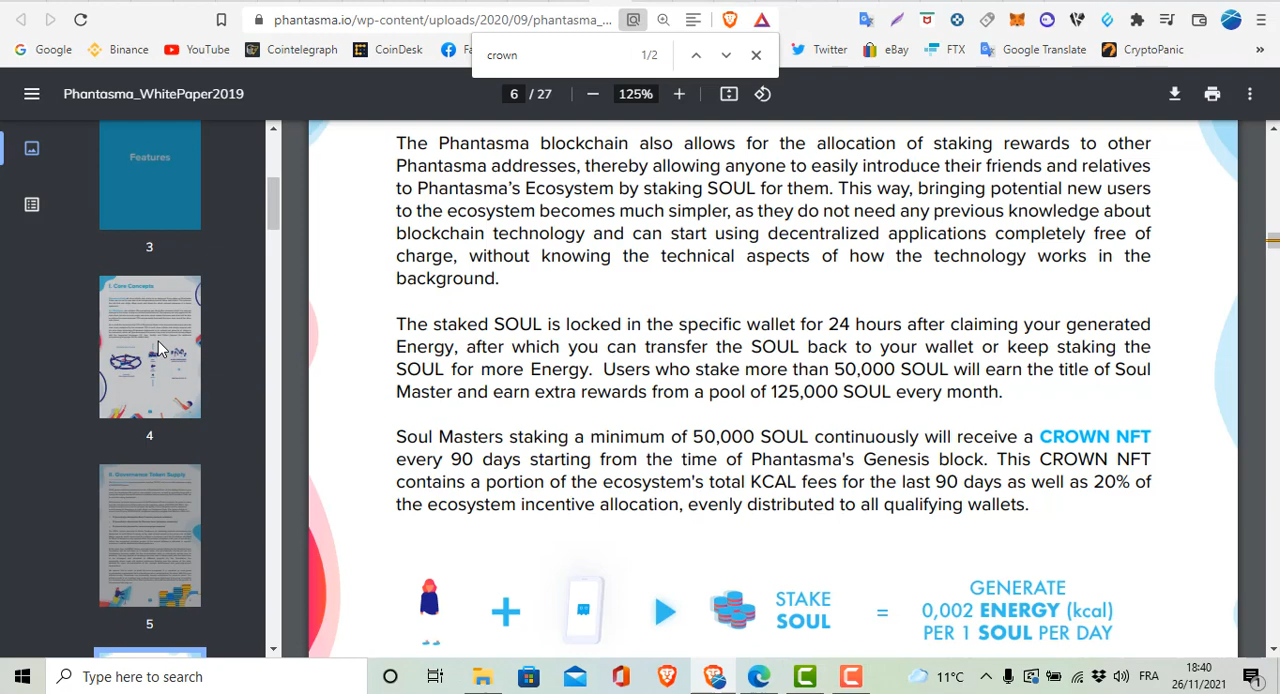 phantasma.io/wp-content/uploads/2020/09/phantasma_...
Google
Binance
YouTube
Cointelegraph
CoinDesk
Twitter
eBay
FTX
Google Translate
CryptoPanic
»
crown
1/2
Phantasma_WhitePaper2019
6 / 27
125%
Features
3
I. Core Concepts
4
II. Governance Token Supply
5
The Phantasma blockchain also allows for the allocation of staking rewards to other
Phantasma addresses, thereby allowing anyone to easily introduce their friends and relatives
to Phantasma's Ecosystem by staking SOUL for them. This way, bringing potential new users
to the ecosystem becomes much simpler, as they do not need any previous knowledge about
blockchain technology and can start using decentralized applications completely free of
charge, without knowing the technical aspects of how the technology works in the
background.
The staked SOUL is locked in the specific wallet for 24 hours after claiming your generated
Energy, after which you can transfer the SOUL back to your wallet or keep staking the
SOUL for more Energy. Users who stake more than 50,000 SOUL will earn the title of Soul
Master and earn extra rewards from a pool of 125,000 SOUL every month.
Soul Masters staking a minimum of 50,000 SOUL continuously will receive a CROWN NFT
every 90 days starting from the time of Phantasma's Genesis block. This CROWN NFT
contains a portion of the ecosystem's total KCAL fees for the last 90 days as well as 20% of
the ecosystem incentive allocation, evenly distributed to all qualifying wallets.
STAKE
SOUL
=
GENERATE
0,002 ENERGY (kcal)
PER 1 SOUL PER DAY
Type here to search
11°C
FRA
18:40
26/11/2021
1